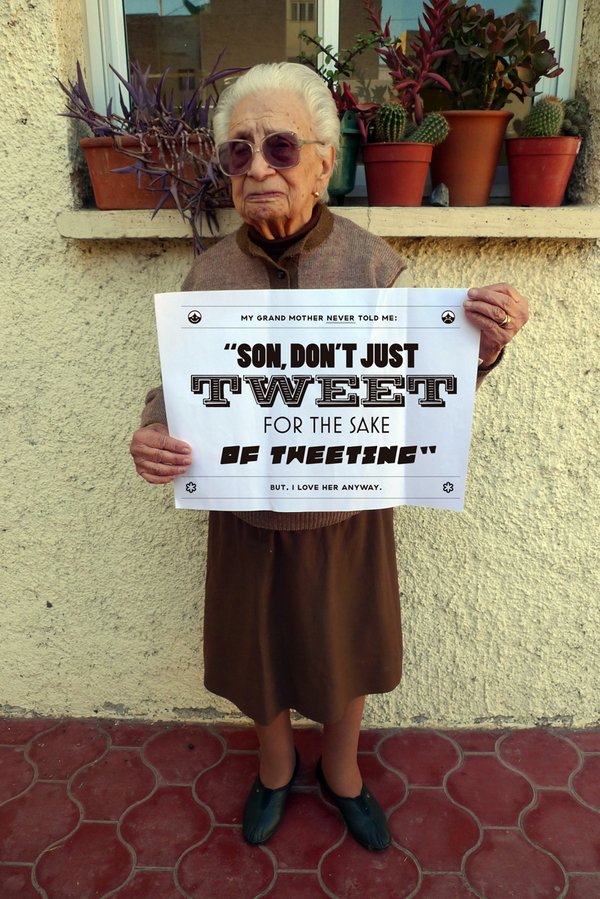 MY GRAND MOTHER NEVER TOLD ME:
"SON, DON'T JUST
TWEET
FOR THE SAKE
OF TWEETING"
BUT. I LOVE HER ANYWAY.